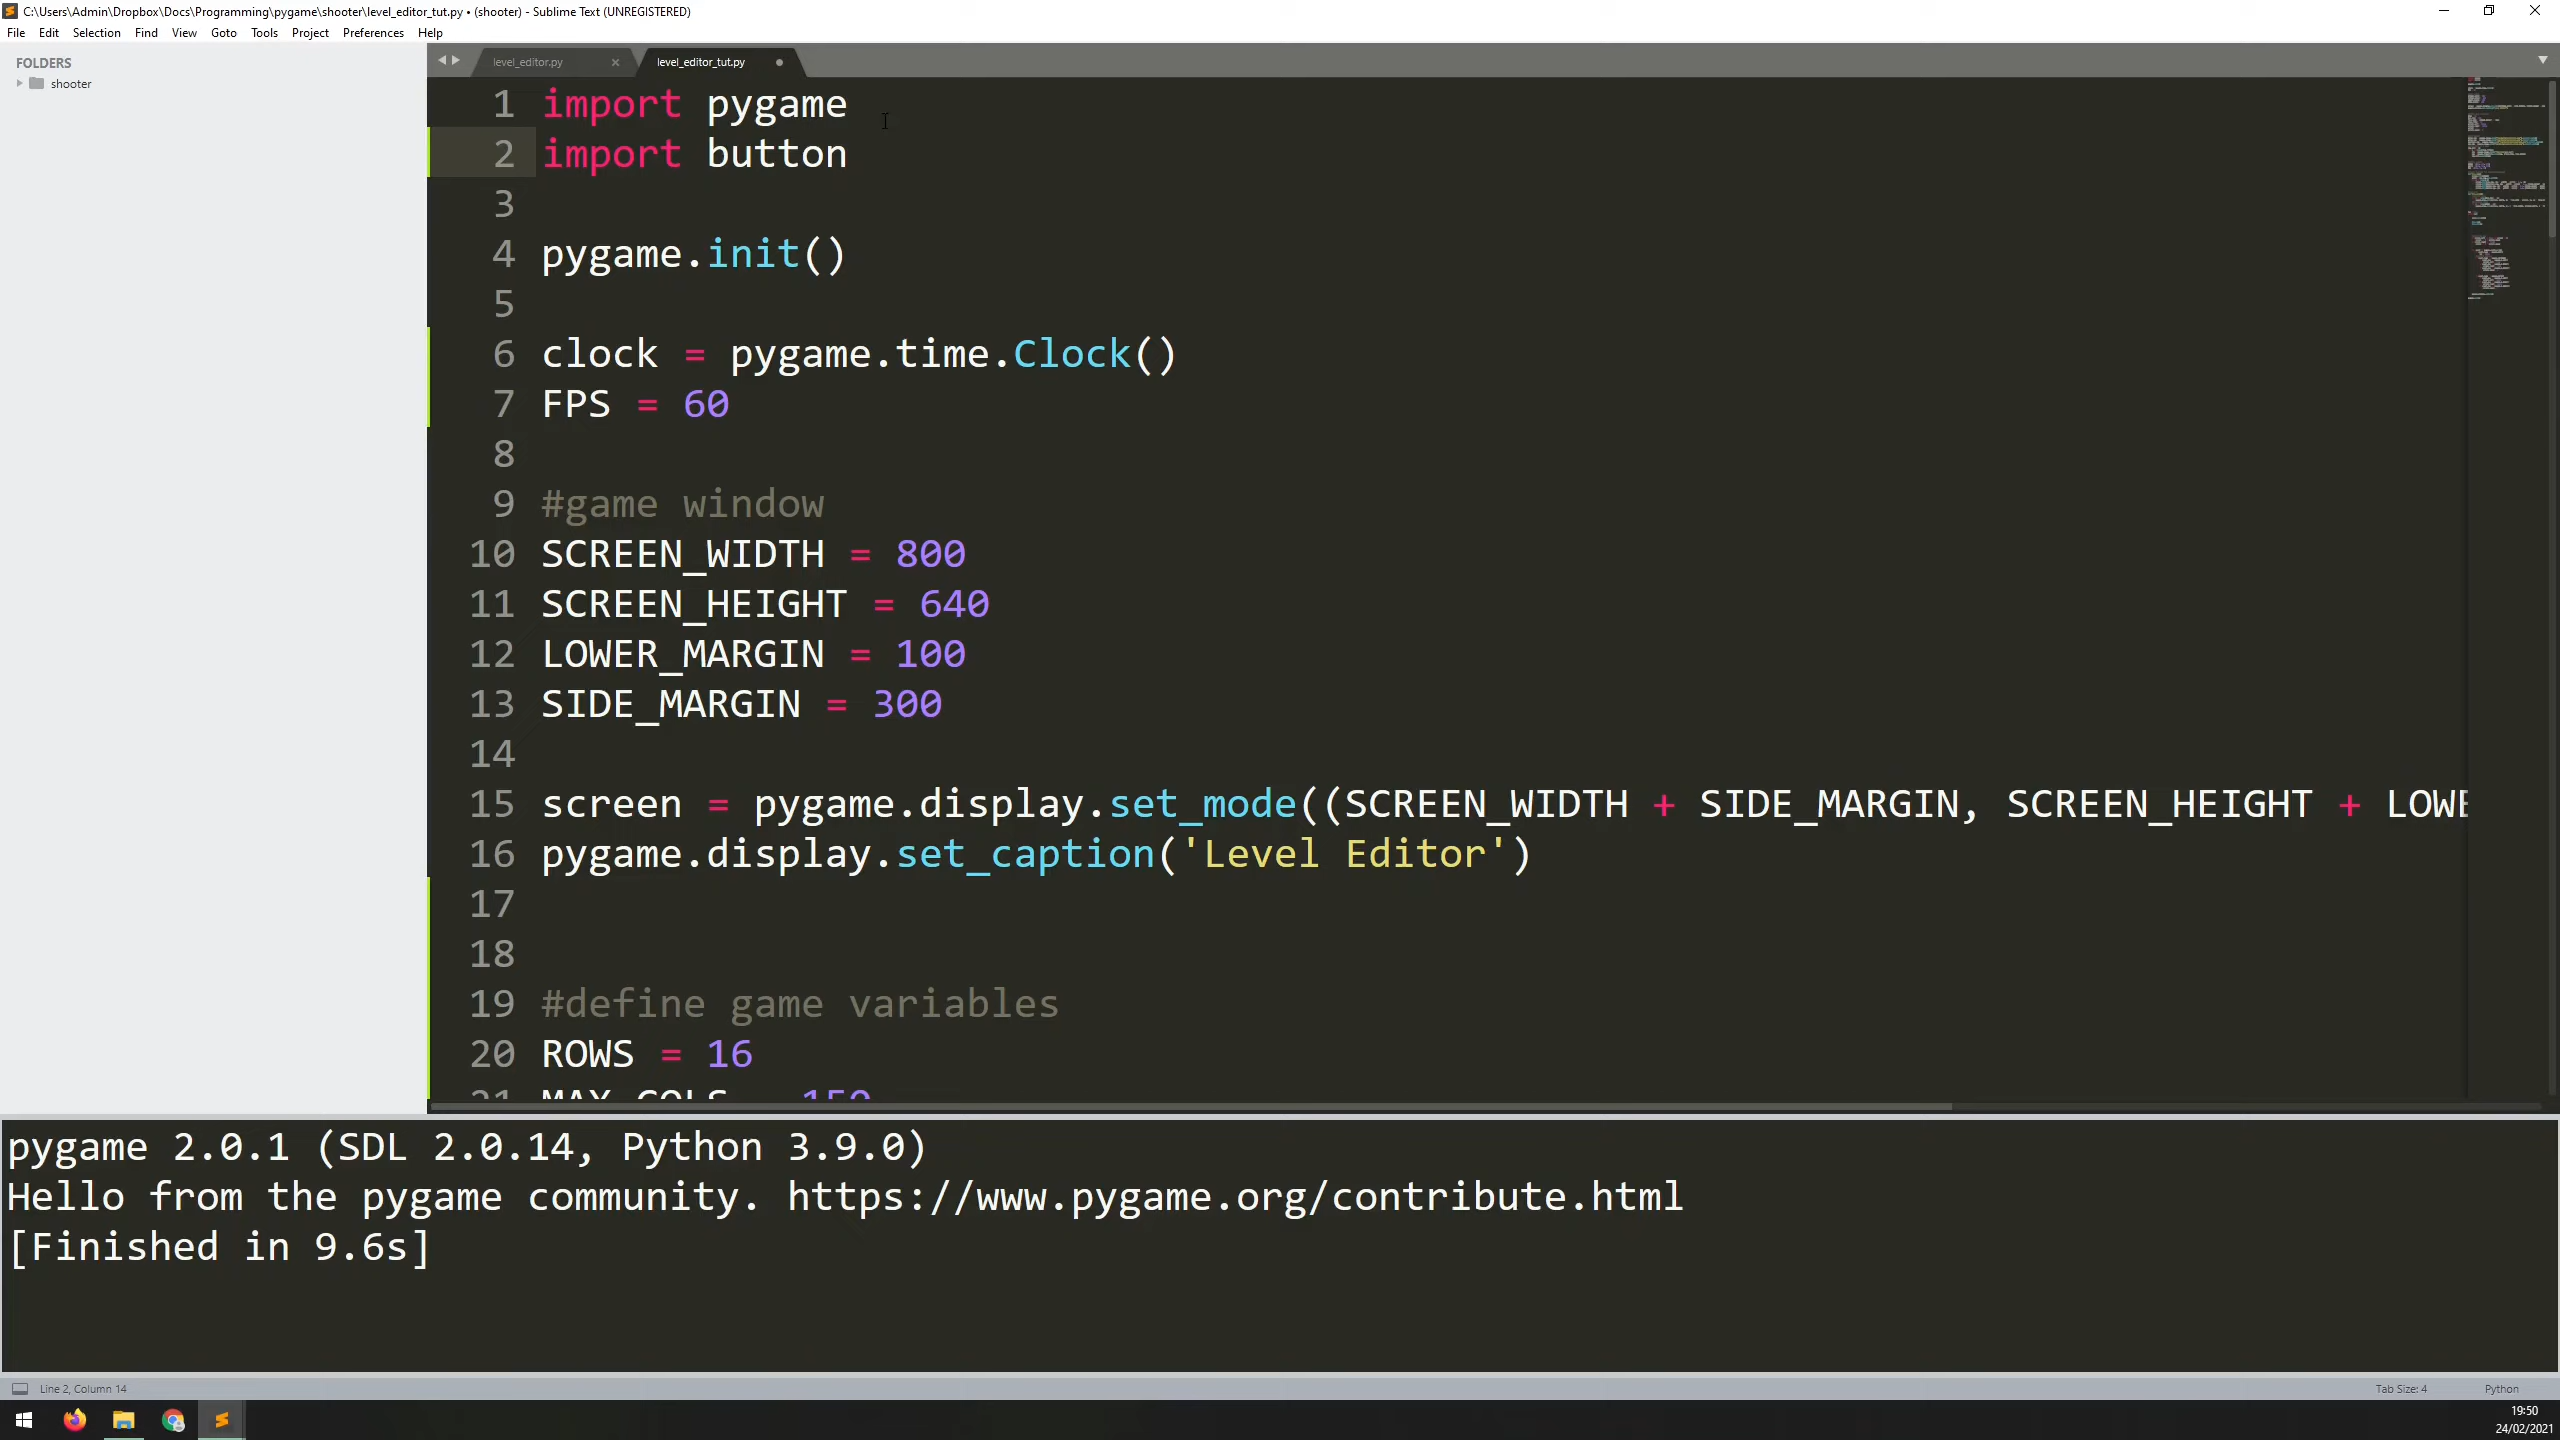 C:\Users\Admin\Dropbox\Docs\Programming\pygame\shooter\level_editor_tut.py • (shooter) - Sublime Text (UNREGISTERED)
File Edit Selection Find View Goto Tools Project Preferences Help
FOLDERS
shooter
level_editor.py level_editor_tut.py
1 import pygame
2 import button
3
4 pygame.init()
5
6 clock = pygame.time.Clock()
7 FPS = 60
8
9 #game window
10 SCREEN_WIDTH = 800
11 SCREEN_HEIGHT = 640
12 LOWER_MARGIN = 100
13 SIDE_MARGIN = 300
14
15 screen = pygame.display.set_mode((SCREEN_WIDTH + SIDE_MARGIN, SCREEN_HEIGHT + LOWE
16 pygame.display.set_caption('Level Editor')
17
18
19 #define game variables
20 ROWS = 16
21 MAX_COLS = 150
pygame 2.0.1 (SDL 2.0.14, Python 3.9.0)
Hello from the pygame community. https://www.pygame.org/contribute.html
[Finished in 9.6s]
Line 2, Column 14 Tab Size: 4 Python
19:50
24/02/2021